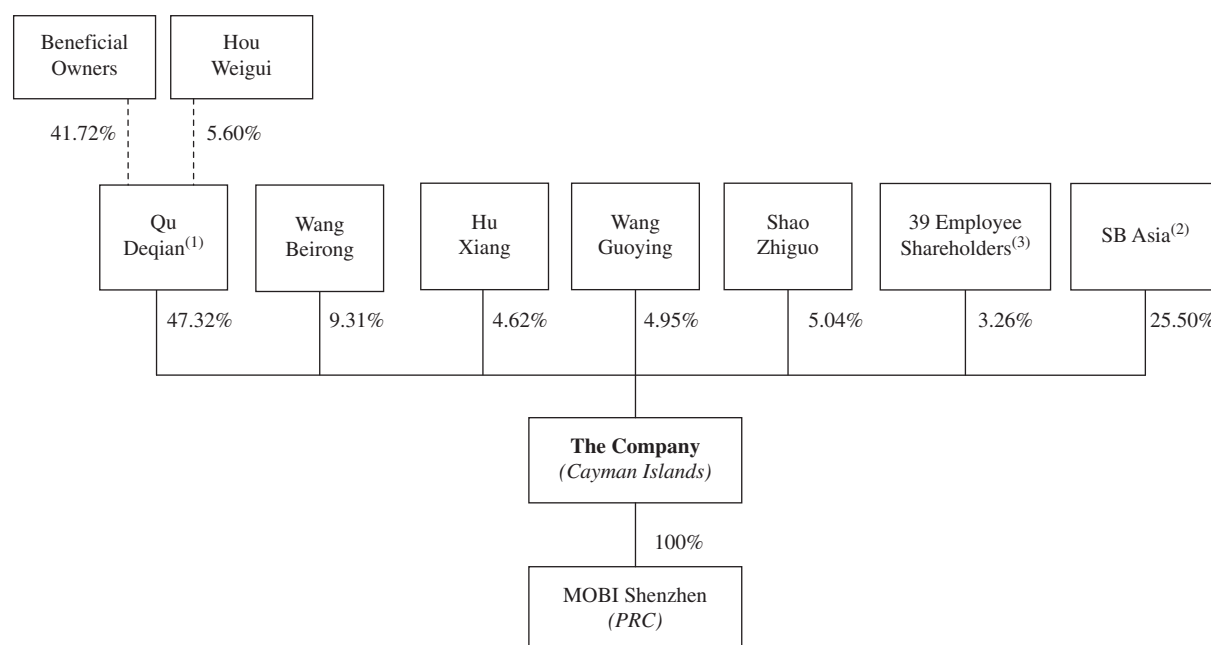 Beneficial
Owners
Hou
Weigui
41.72%
5.60%
Qu
Deqian(1)
Wang
Beirong
Hu
Xiang
Wang
Guoying
Shao
Zhiguo
39 Employee
Shareholders(3)
SB Asia(2)
47.32%
9.31%
4.62%
4.95%
5.04%
3.26%
25.50%
The Company
(Cayman Islands)
100%
MOBI Shenzhen
(PRC)